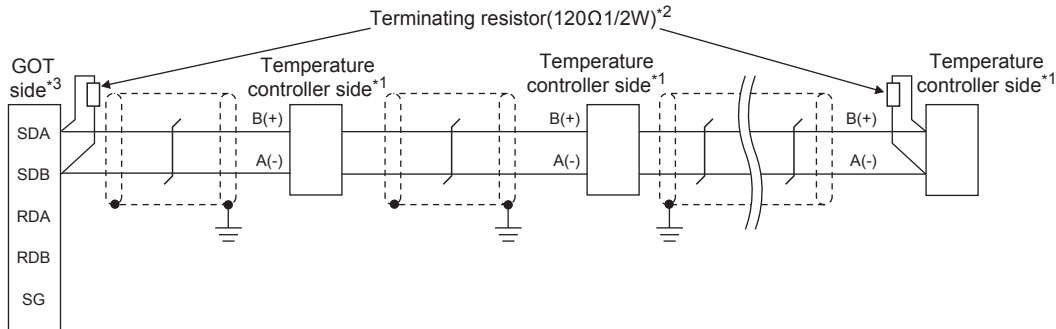 Terminating resistor(120Ω1/2W)*2
GOT
side*3
Temperature
controller side*1
Temperature
controller side*1
Temperature
controller side*1
SDA
B(+)
B(+)
B(+)
SDB
A(-)
A(-)
A(-)
RDA
RDB
SG